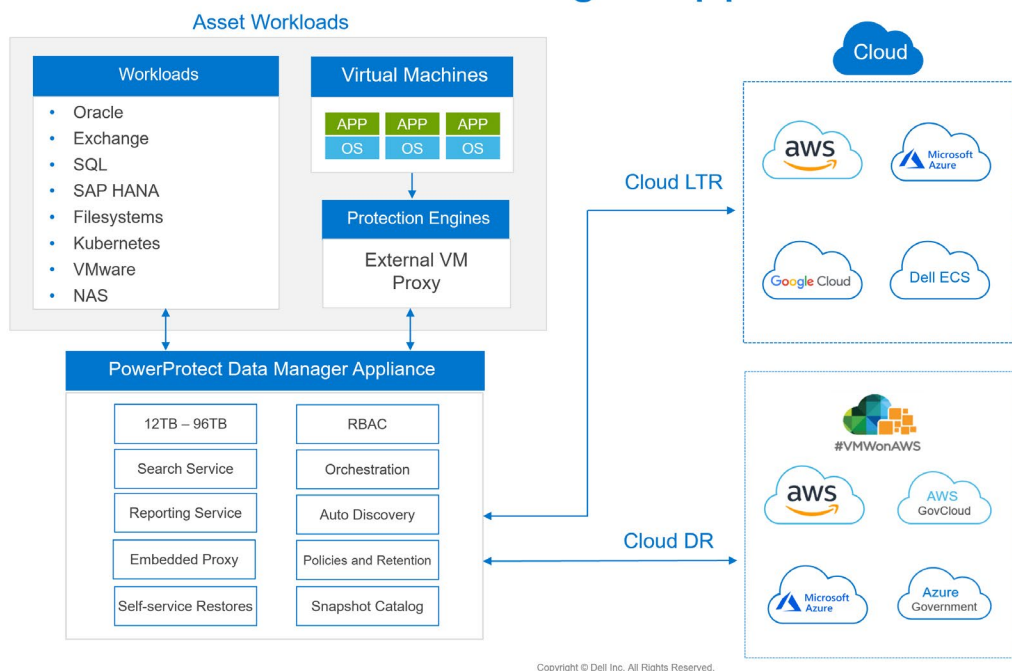 Asset Workloads
Workloads
• Oracle
• Exchange
• SQL
• SAP HANA
• Filesystems
• Kubernetes
• VMware
• NAS
Virtual Machines
APP APP APP
OS OS OS
Protection Engines
External VM
Proxy
PowerProtect Data Manager Appliance
12TB – 96TB
RBAC
Search Service
Orchestration
Reporting Service
Auto Discovery
Embedded Proxy
Policies and Retention
Self-service Restores
Snapshot Catalog
Cloud LTR
Cloud DR
Cloud
aws
Microsoft
Azure
Google Cloud
Dell ECS
#VMWonAWS
aws
AWS
GovCloud
Microsoft
Azure
Azure
Government
Copyright © Dell Inc. All Rights Reserved.